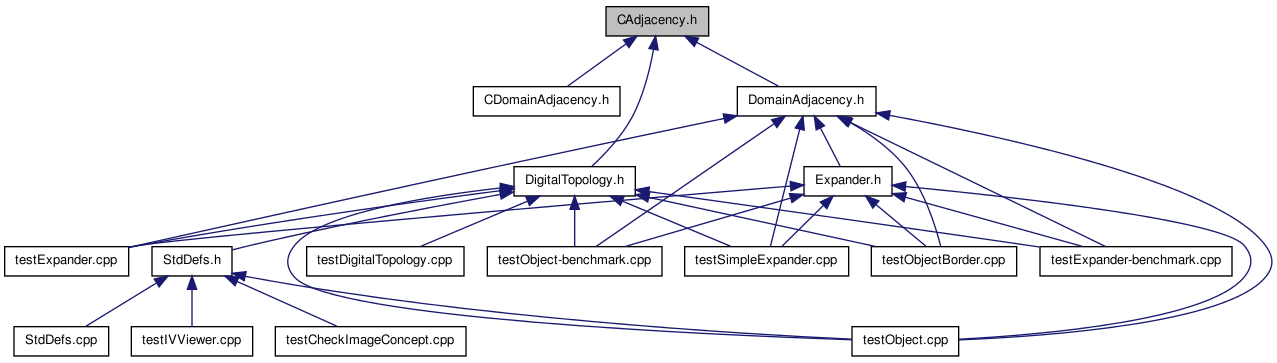 CAdjacency.h
CDomainAdjacency.h
DomainAdjacency.h
DigitalTopology.h
Expander.h
testExpander.cpp
StdDefs.h
testDigitalTopology.cpp
testObject-benchmark.cpp
testSimpleExpander.cpp
testObjectBorder.cpp
testExpander-benchmark.cpp
StdDefs.cpp
testIVViewer.cpp
testCheckImageConcept.cpp
testObject.cpp